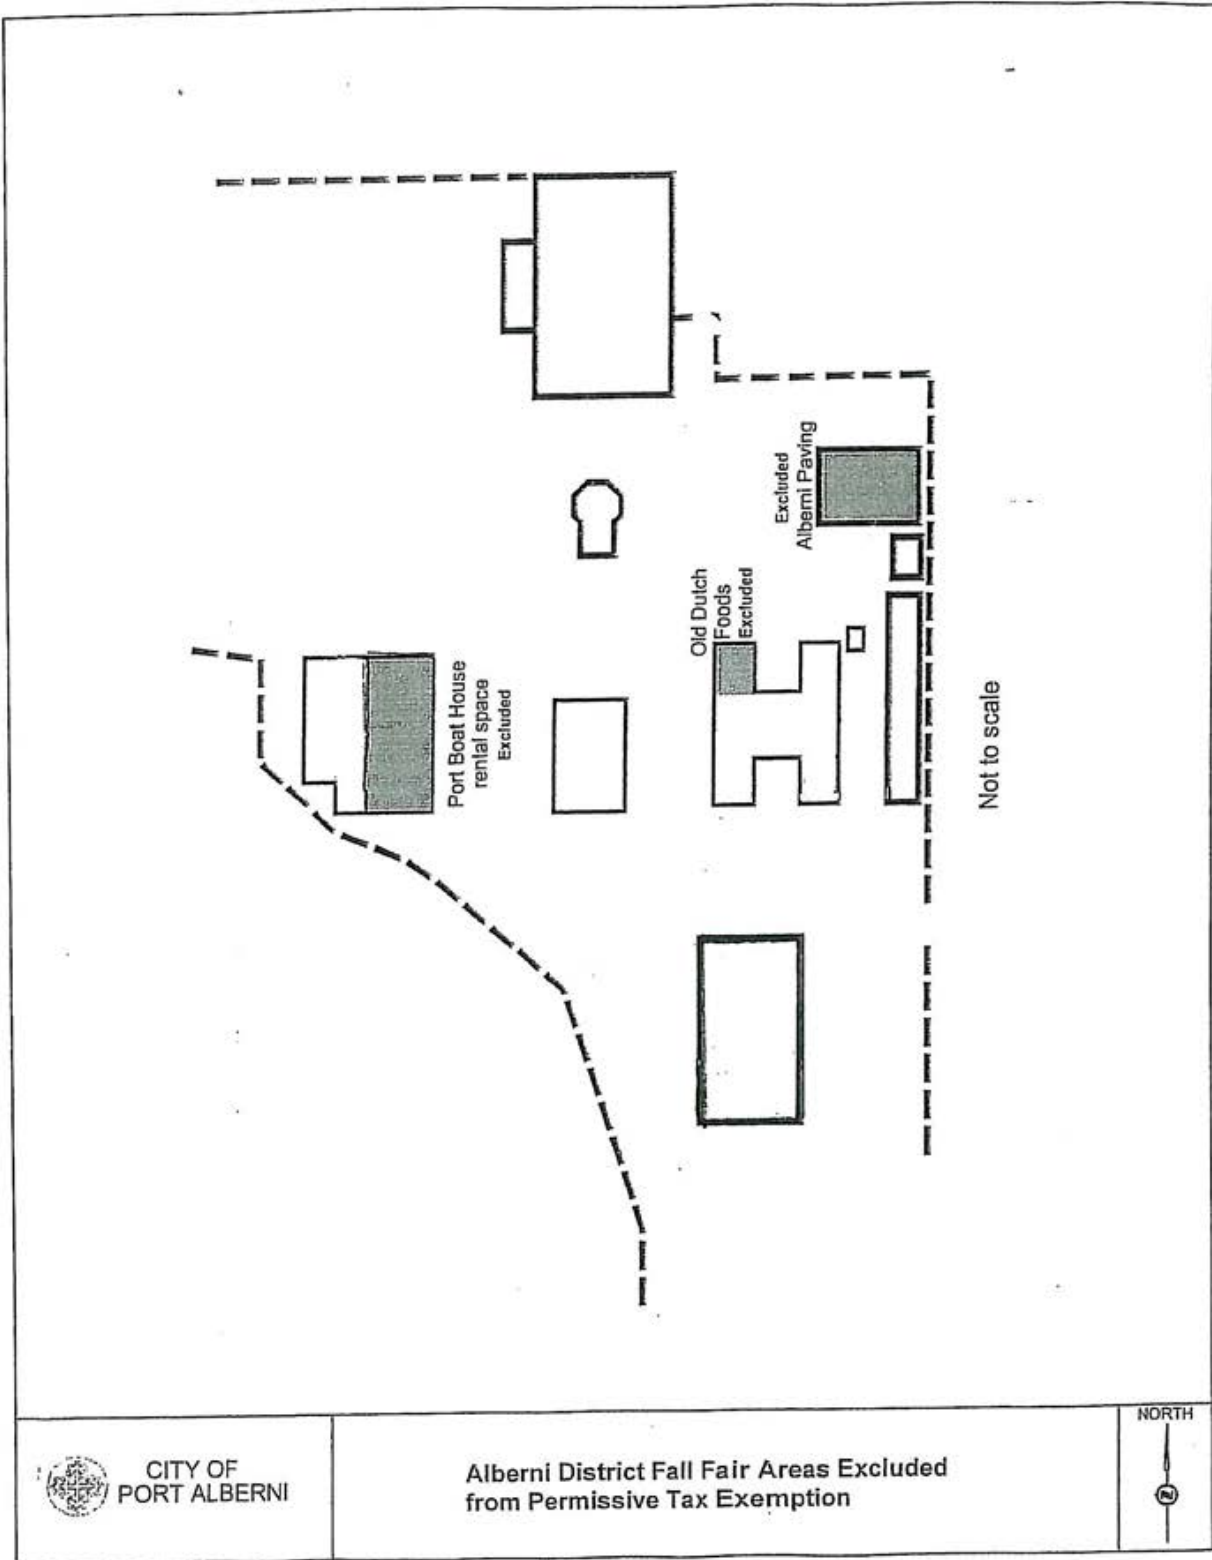 Excluded
Alberni Paving
Old Dutch
Foods
Excluded
Port Boat House
rental space
Excluded
Not to scale
CITY OF
PORT ALBERNI
Alberni District Fall Fair Areas Excluded
from Permissive Tax Exemption
NORTH
N